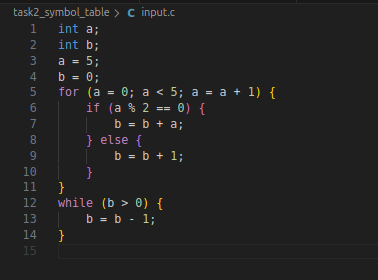 task2_symbol_table > C input.c
1 int a;
2 int b;
3 a = 5;
4 b = 0;
5 for (a = 0; a < 5; a = a + 1) {
6     if (a % 2 == 0) {
7         b = b + a;
8     } else {
9         b = b + 1;
10     }
11 }
12 while (b > 0) {
13     b = b - 1;
14 }
15